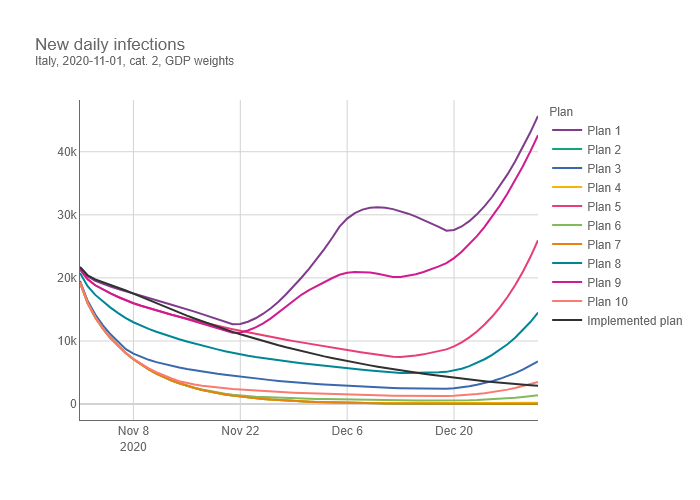 New daily infections
Italy, 2020-11-01, cat. 2, GDP weights
Plan
Plan 1
Plan 2
Plan 3
Plan 4
Plan 5
Plan 6
Plan 7
Plan 8
Plan 9
Plan 10
Implemented plan
40k
30k
20k
10k
0
Nov 8
2020
Nov 22
Dec 6
Dec 20